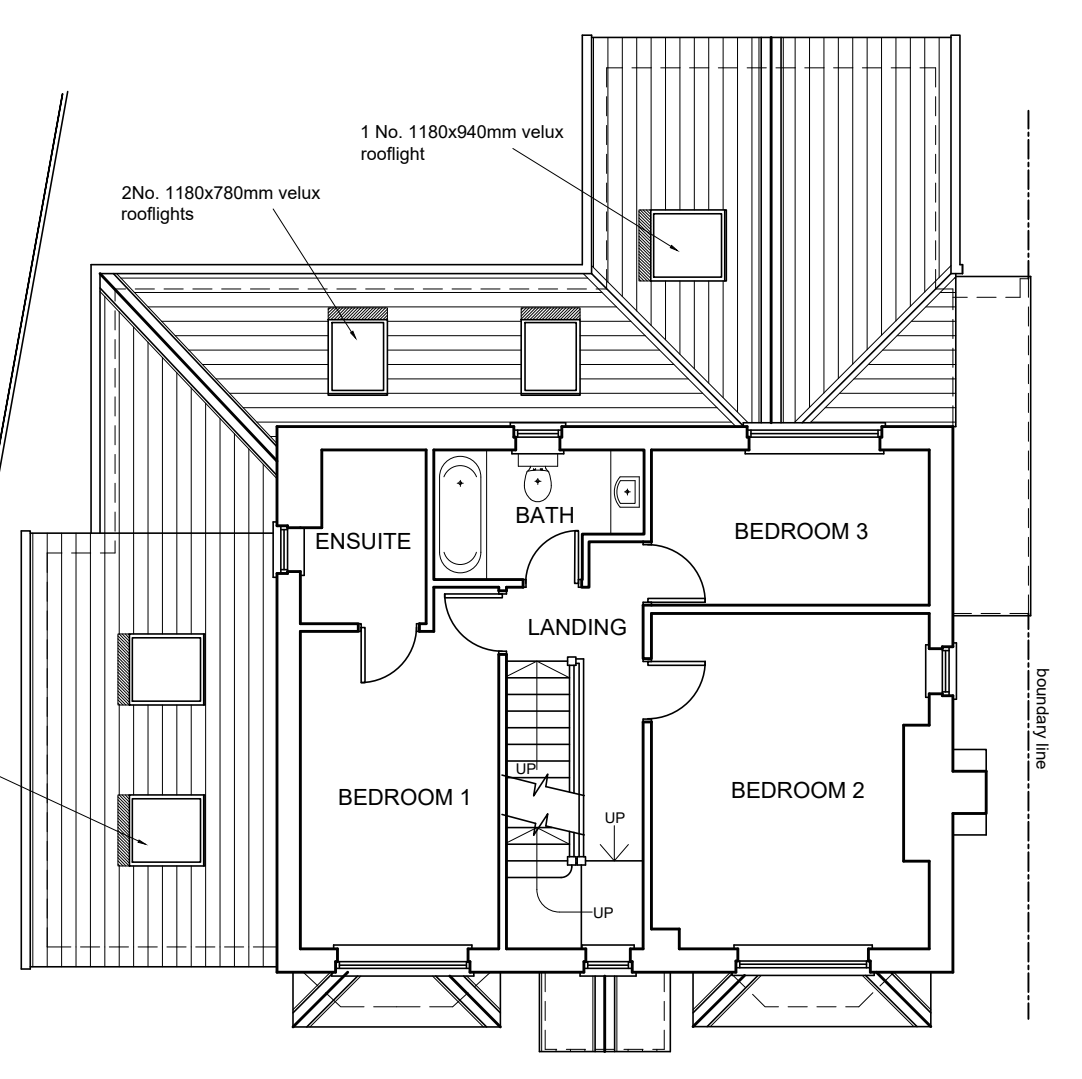 1 No. 1180x940mm velux
rooflight
2No. 1180x780mm velux
rooflights
BATH
ENSUITE
BEDROOM 3
LANDING
boundary line
UP
BEDROOM 1
BEDROOM 2
UP
UP